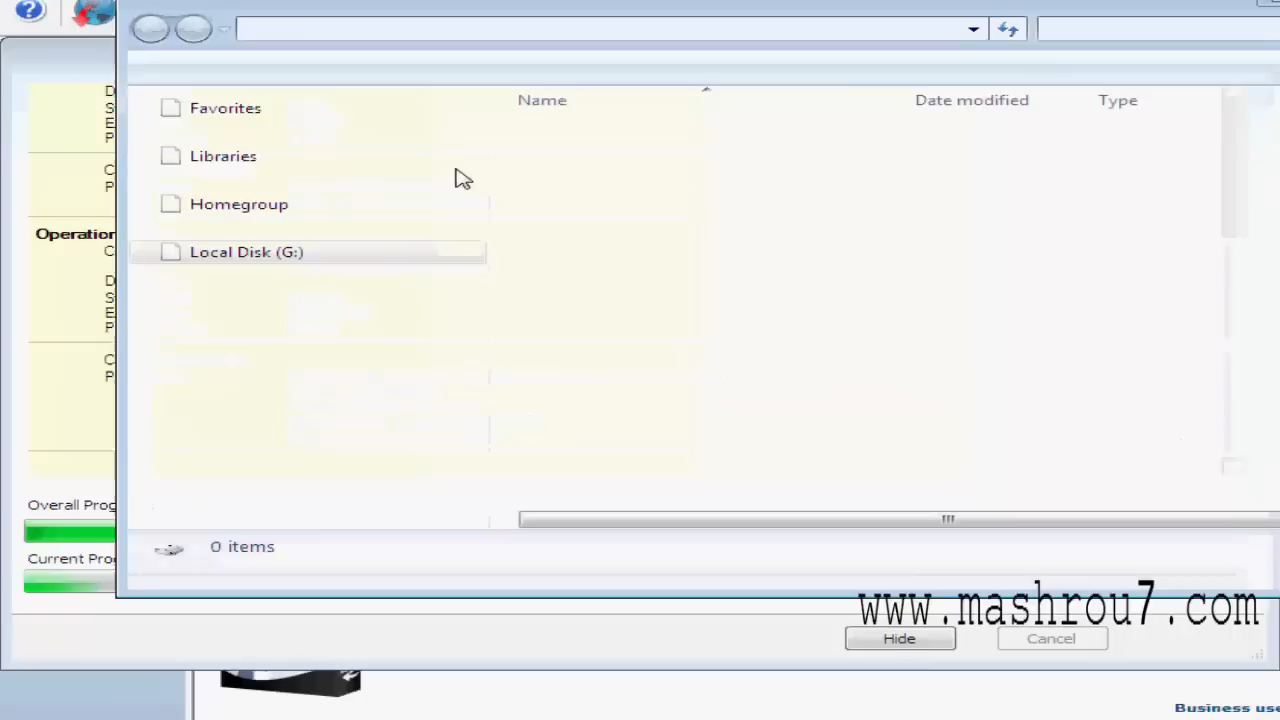 Name
Date modified
Type
Favorites
Libraries
Homegroup
Local Disk (G:)
D
S
E
P
C
P
Operation
C
D
S
E
P
C
P
Overall Prog
Current Pro
0 items
www.mashrou7.com
Hide
Cancel
Business use